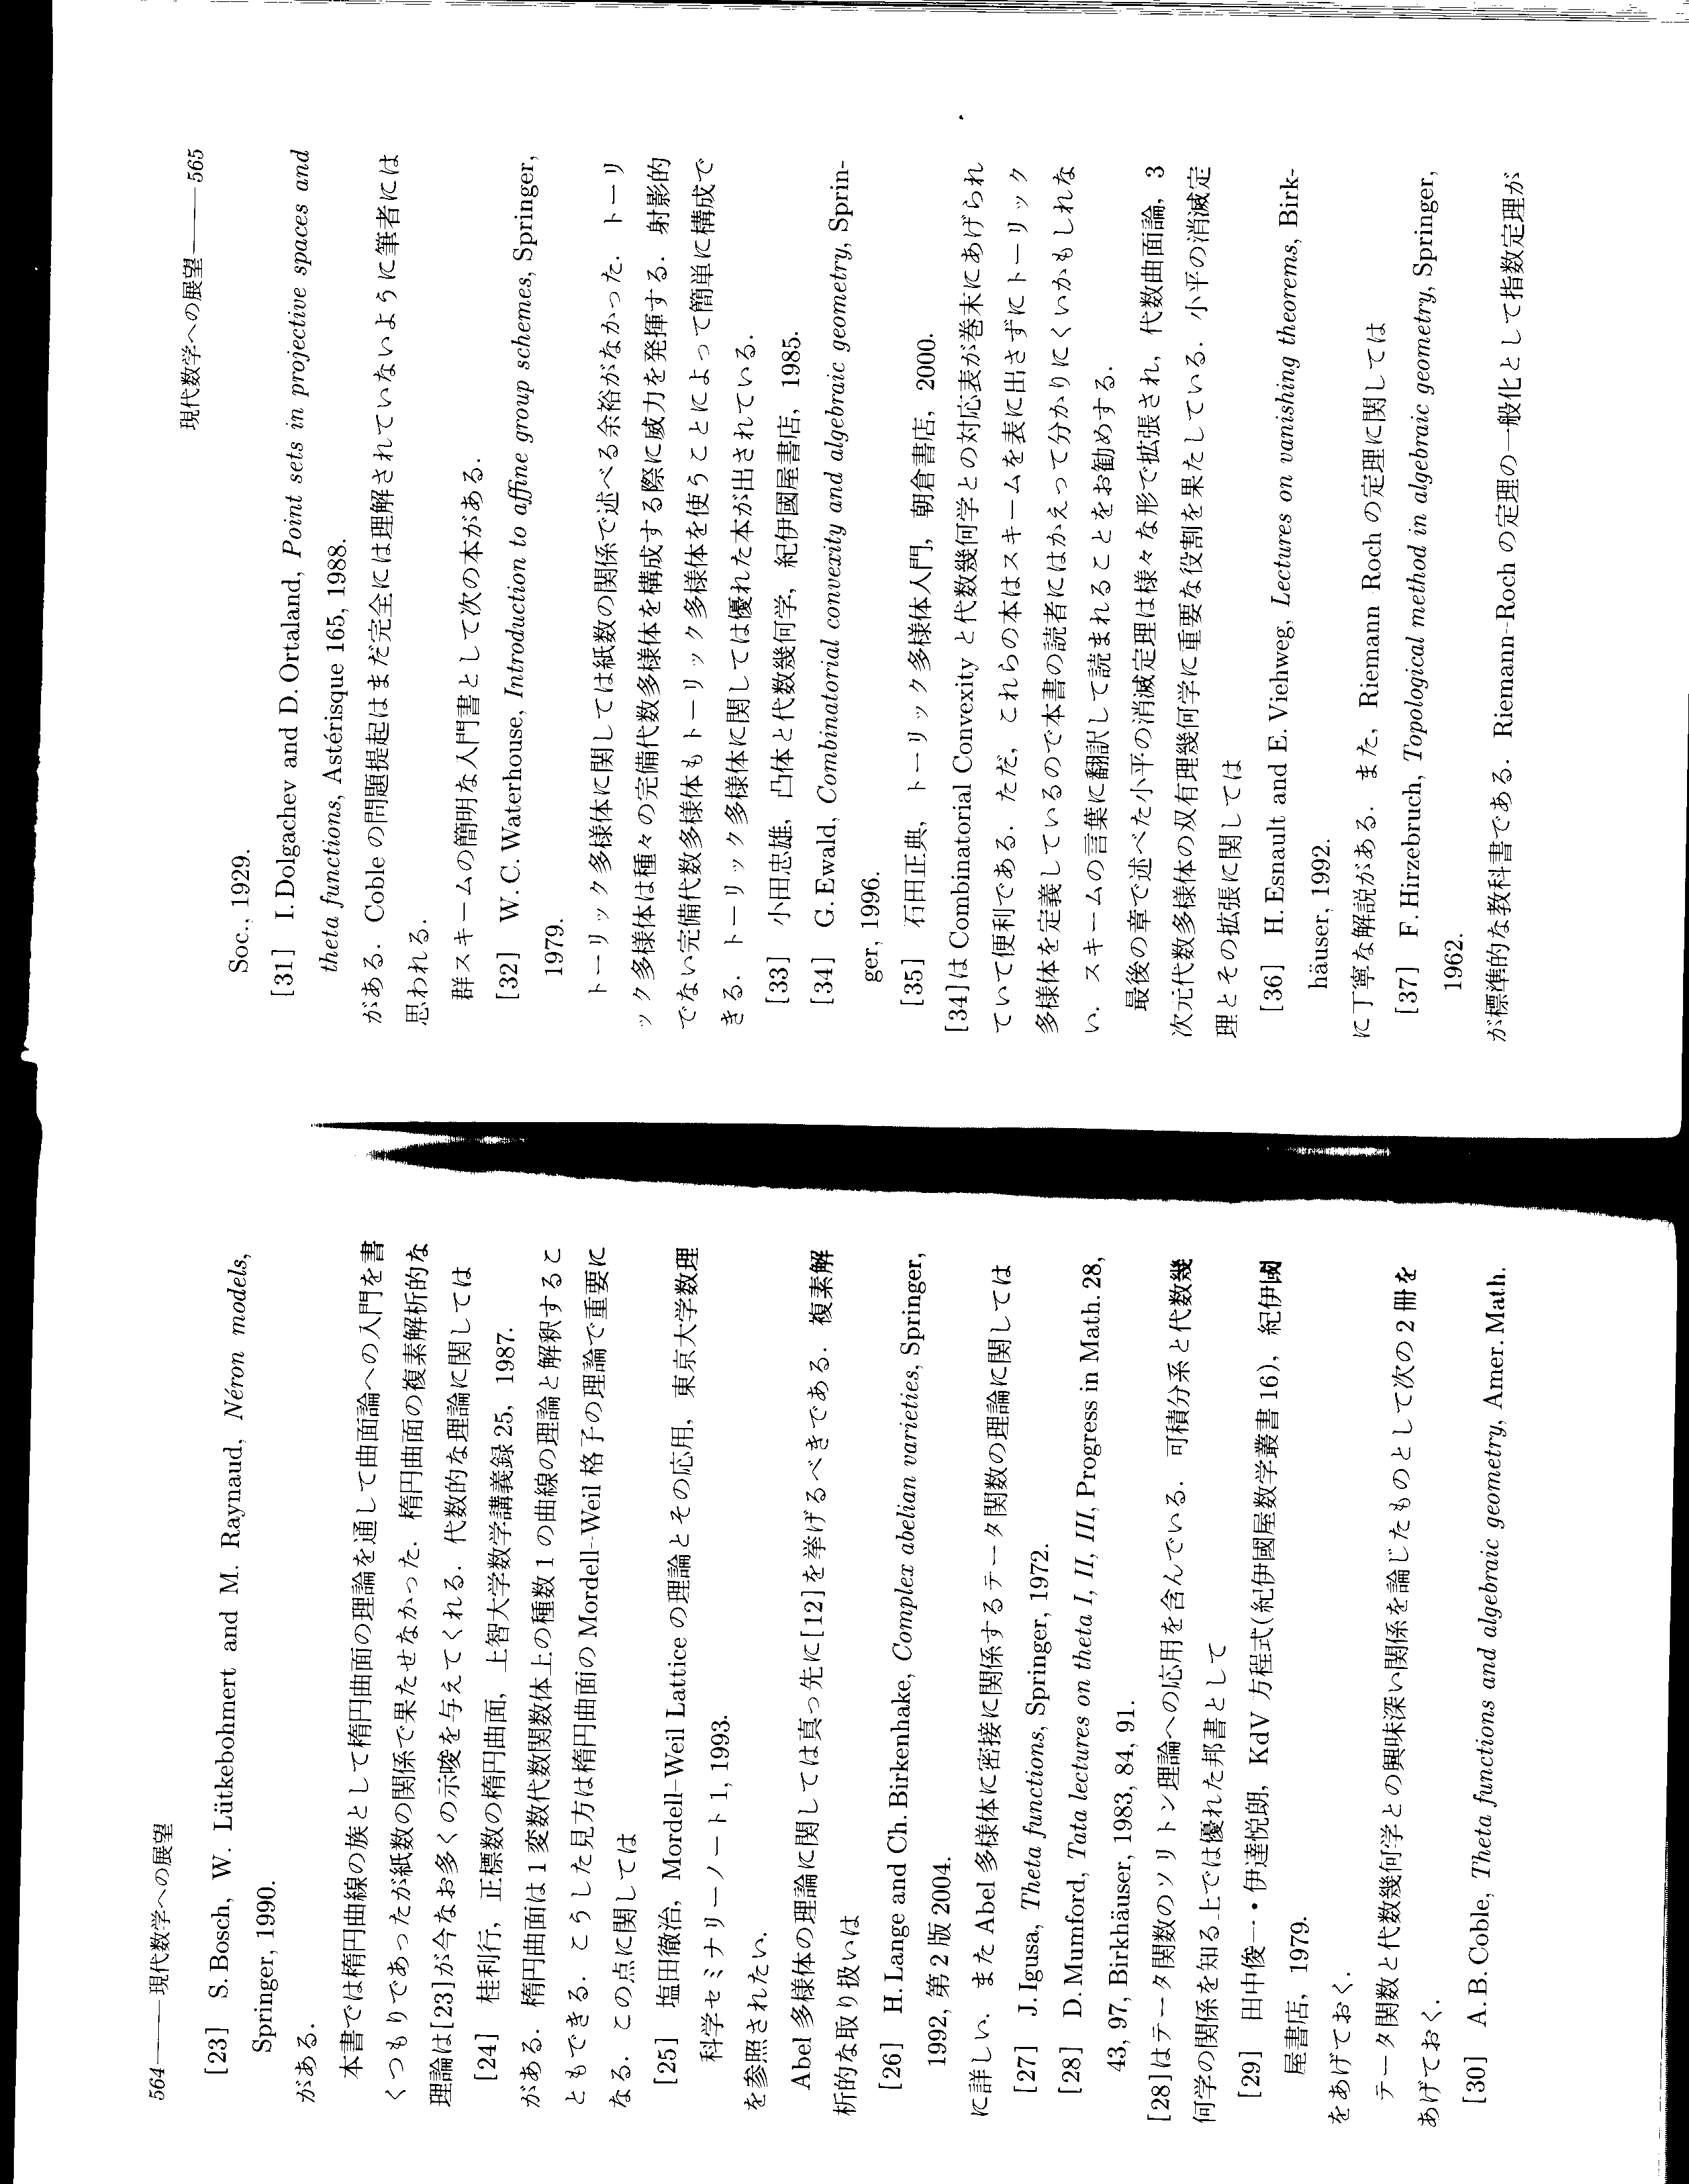 564——現代数学への展望
[23] S. Bosch, W. Lütkebohmert and M. Raynaud, Néron models,
Springer, 1990.
がある.
本書では楕円曲線の族として楕円曲面の理論を通して曲面論への入門を書
くつもりであったが紙数の関係で果たせなかった. 楕円曲面の複素解析的な
理論は[23]が今なお多くの示唆を与えてくれる. 代数的な理論に関しては
[24] 桂利行, 正標数の楕円曲面, 上智大学数学講義録 25, 1987.
がある. 楕円曲面は 1 変数代数関数体上の種数 1 の曲線の理論と解釈するこ
ともできる. こうした見方は楕円曲面の Mordell–Weil 格子の理論で重要に
なる. この点に関しては
[25] 塩田徹治, Mordell–Weil Lattice の理論とその応用, 東京大学数理
科学セミナリーノート 1, 1993.
を参照されたい.
Abel 多様体の理論に関しては真っ先に[12]を挙げるべきである. 複素解
析的な取り扱いは
[26] H. Lange and Ch. Birkenhake, Complex abelian varieties, Springer,
1992, 第 2 版 2004.
に詳しい. また Abel 多様体に密接に関係するテータ関数の理論に関しては
[27] J. Igusa, Theta functions, Springer, 1972.
[28] D. Mumford, Tata lectures on theta I, II, III, Progress in Math. 28,
43, 97, Birkhäuser, 1983, 84, 91.
[28]はテータ関数のソリトン理論への応用を含んでいる. 可積分系と代数幾
何学の関係を知る上では優れた邦書として
[29] 田中俊一・伊達悦朗, KdV 方程式(紀伊國屋数学叢書 16), 紀伊國
屋書店, 1979.
をあげておく.
テータ関数と代数幾何学との興味深い関係を論じたものとして次の 2 冊を
あげておく.
[30] A. B. Coble, Theta functions and algebraic geometry, Amer. Math.
現代数学への展望——565
Soc., 1929.
[31] I. Dolgachev and D. Ortaland, Point sets in projective spaces and
theta functions, Astérisque 165, 1988.
がある. Coble の問題提起はまだ完全には理解されていないように筆者には
思われる.
群スキームの簡明な入門書として次の本がある.
[32] W. C. Waterhouse, Introduction to affine group schemes, Springer,
1979.
トーリック多様体に関しては紙数の関係で述べる余裕がなかった. トーリ
ック多様体は種々の完備代数多様体を構成する際に威力を発揮する. 射影的
でない完備代数多様体もトーリック多様体を使うことによって簡単に構成で
きる. トーリック多様体に関しては優れた本が出されている.
[33] 小田忠雄, 凸体と代数幾何学, 紀伊國屋書店, 1985.
[34] G. Ewald, Combinatorial convexity and algebraic geometry, Sprin-
ger, 1996.
[35] 石田正典, トーリック多様体入門, 朝倉書店, 2000.
[34]は Combinatorial Convexity と代数幾何学との対応表が巻末にあげられ
ていて便利である. ただ, これらの本はスキームを表に出さずにトーリック
多様体を定義しているので本書の読者にはかえって分かりにくいかもしれな
い. スキームの言葉に翻訳して読まれることをお勧めする.
最後の章で述べた小平の消滅定理は様々な形で拡張され, 代数曲面論, 3
次元代数多様体の双有理幾何学に重要な役割を果たしている. 小平の消滅定
理とその拡張に関しては
[36] H. Esnault and E. Viehweg, Lectures on vanishing theorems, Birk-
häuser, 1992.
に丁寧な解説がある. また, Riemann–Roch の定理に関しては
[37] F. Hirzebruch, Topological method in algebraic geometry, Springer,
1962.
が標準的な教科書である. Riemann–Roch の定理の一般化として指数定理が